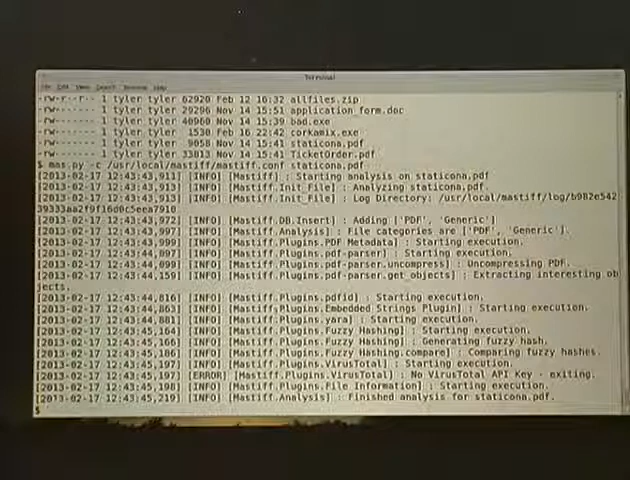 Terminal
File Edit View Search Terminal Help
-rw-r--r-- 1 tyler tyler 62920 Feb 12 16:32 allfiles.zip
-rw------- 1 tyler tyler 29296 Nov 14 15:51 application_form.doc
-rw------- 1 tyler tyler 40960 Nov 14 15:39 bad.exe
-rw------- 1 tyler tyler 1530 Feb 16 22:42 corkamix.exe
-rw------- 1 tyler tyler 9058 Nov 14 15:41 staticona.pdf
-rw------- 1 tyler tyler 33813 Nov 14 15:41 TicketOrder.pdf
$ mas.py -c /usr/local/mastiff/mastiff.conf staticona.pdf
[2013-02-17 12:43:43,911] [INFO] [Mastiff] : Starting analysis on staticona.pdf
[2013-02-17 12:43:43,913] [INFO] [Mastiff.Init_File] : Analyzing staticona.pdf.
[2013-02-17 12:43:43,913] [INFO] [Mastiff.Init_File] : Log Directory: /usr/local/mastiff/log/b982e542
39333aa2f9f16d0c5eea7910
[2013-02-17 12:43:43,972] [INFO] [Mastiff.DB.Insert] : Adding ['PDF', 'Generic']
[2013-02-17 12:43:43,997] [INFO] [Mastiff.Analysis] : File categories are ['PDF', 'Generic'].
[2013-02-17 12:43:43,999] [INFO] [Mastiff.Plugins.PDF Metadata] : Starting execution.
[2013-02-17 12:43:44,097] [INFO] [Mastiff.Plugins.pdf-parser] : Starting execution.
[2013-02-17 12:43:44,099] [INFO] [Mastiff.Plugins.pdf-parser.uncompress] : Uncompressing PDF.
[2013-02-17 12:43:44,159] [INFO] [Mastiff.Plugins.pdf-parser.get_objects] : Extracting interesting ob
jects.
[2013-02-17 12:43:44,816] [INFO] [Mastiff.Plugins.pdfid] : Starting execution.
[2013-02-17 12:43:44,863] [INFO] [Mastiff.Plugins.Embedded Strings Plugin] : Starting execution.
[2013-02-17 12:43:44,881] [INFO] [Mastiff.Plugins.yara] : Starting execution.
[2013-02-17 12:43:45,164] [INFO] [Mastiff.Plugins.Fuzzy Hashing] : Starting execution.
[2013-02-17 12:43:45,166] [INFO] [Mastiff.Plugins.Fuzzy Hashing] : Generating fuzzy hash.
[2013-02-17 12:43:45,186] [INFO] [Mastiff.Plugins.Fuzzy Hashing.compare] : Comparing fuzzy hashes.
[2013-02-17 12:43:45,197] [INFO] [Mastiff.Plugins.VirusTotal] : Starting execution.
[2013-02-17 12:43:45,197] [ERROR] [Mastiff.Plugins.VirusTotal] : No VirusTotal API Key - exiting.
[2013-02-17 12:43:45,198] [INFO] [Mastiff.Plugins.File Information] : Starting execution.
[2013-02-17 12:43:45,219] [INFO] [Mastiff.Analysis] : Finished analysis for staticona.pdf.
$